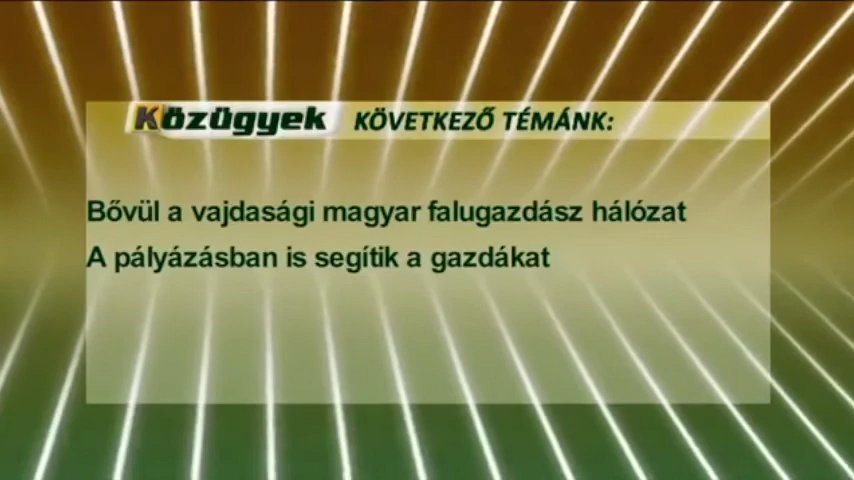 Közügyek KÖVETKEZŐ TÉMÁNK:
Bővül a vajdasági magyar falugazdász hálózat
A pályázásban is segítik a gazdákat